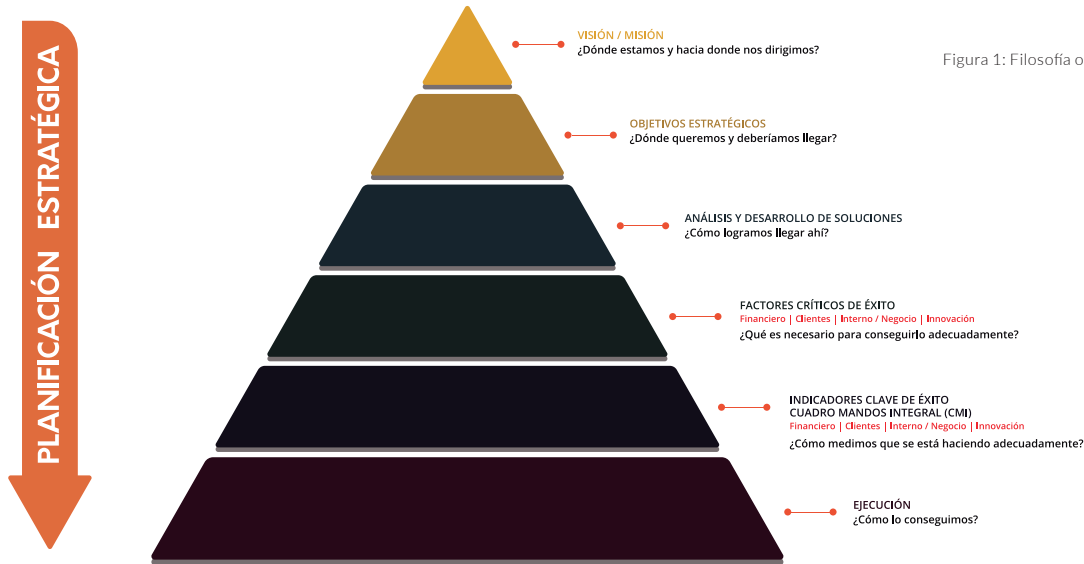 PLANIFICACIÓN ESTRATÉGICA
VISIÓN / MISIÓN
¿Dónde estamos y hacia donde nos dirigimos?
Figura 1: Filosofía o
OBJETIVOS ESTRATÉGICOS
¿Dónde queremos y deberíamos llegar?
ANÁLISIS Y DESARROLLO DE SOLUCIONES
¿Cómo logramos llegar ahí?
FACTORES CRÍTICOS DE ÉXITO
Financiero | Clientes | Interno / Negocio | Innovación
¿Qué es necesario para conseguirlo adecuadamente?
INDICADORES CLAVE DE ÉXITO
CUADRO MANDOS INTEGRAL (CMI)
Financiero | Clientes | Interno / Negocio | Innovación
¿Cómo medimos que se está haciendo adecuadamente?
EJECUCIÓN
¿Cómo lo conseguimos?